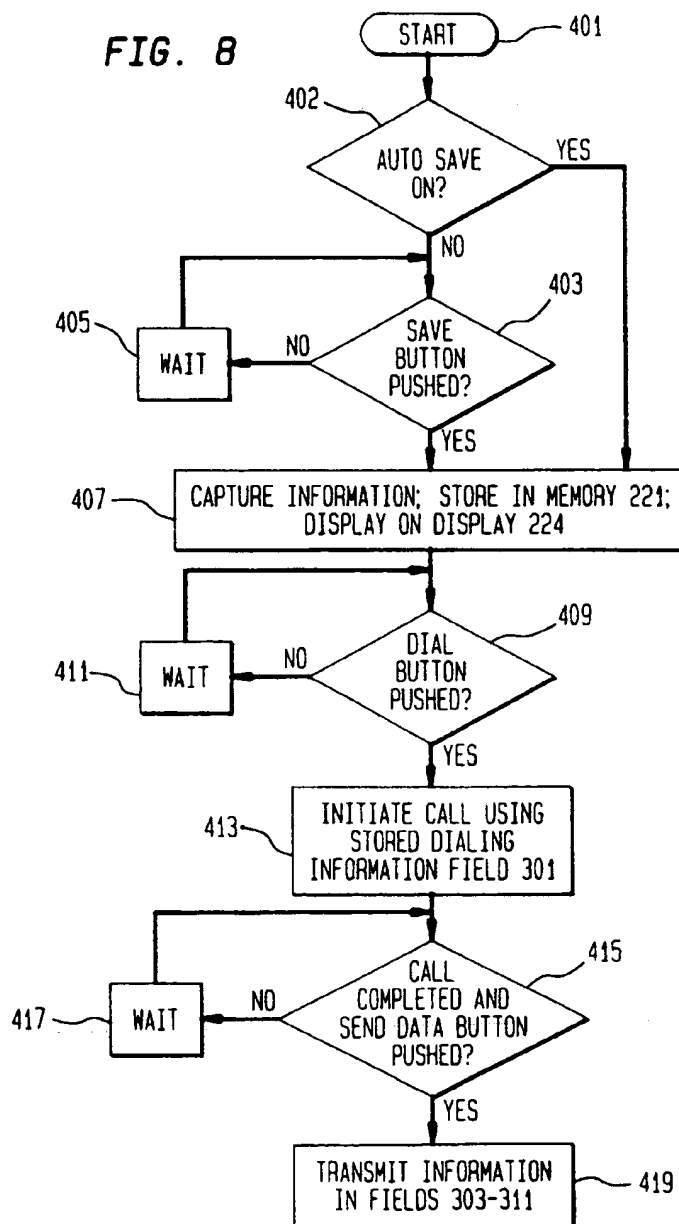 FIG. 8
START
401
402
AUTO SAVE
ON?
YES
NO
403
405
WAIT
NO
SAVE
BUTTON
PUSHED?
YES
407
CAPTURE INFORMATION; STORE IN MEMORY 221;
DISPLAY ON DISPLAY 224
409
411
WAIT
NO
DIAL
BUTTON
PUSHED?
YES
413
INITIATE CALL USING
STORED DIALING
INFORMATION FIELD 301
415
417
WAIT
NO
CALL
COMPLETED AND
SEND DATA BUTTON
PUSHED?
YES
TRANSMIT INFORMATION
IN FIELDS 303-311
419